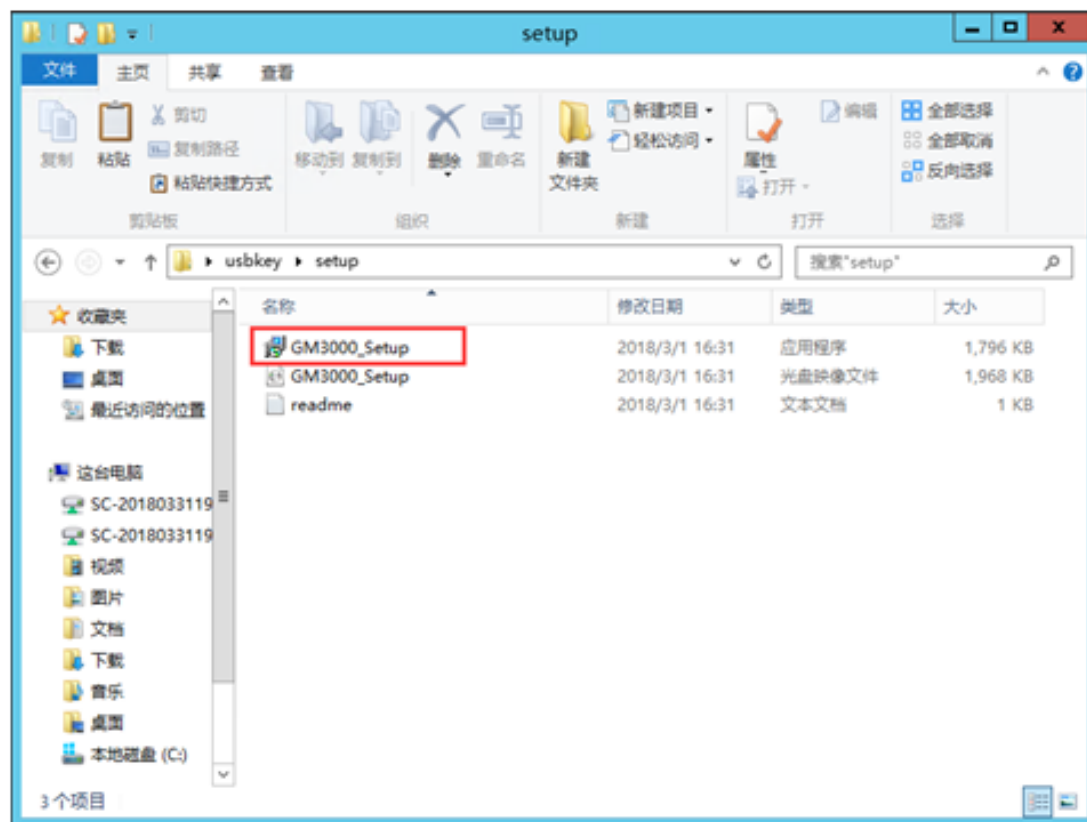 setup
文件 主页 共享 查看
复制 粘贴 剪切 复制路径 粘贴快捷方式
移动到 复制到 删除 重命名
新建文件夹 新建项目 轻松访问
属性 打开 编辑
全部选择 全部取消 反向选择
剪贴板 组织 新建 打开 选择
usbkey setup 搜索"setup"
收藏夹 名称 修改日期 类型 大小
下载 GM3000_Setup 2018/3/1 16:31 应用程序 1,796 KB
桌面 GM3000_Setup 2018/3/1 16:31 光盘映像文件 1,968 KB
最近访问的位置 readme 2018/3/1 16:31 文本文档 1 KB
这台电脑
SC-2018033119
SC-2018033119
视频
图片
文档
下载
音乐
桌面
本地磁盘 (C:)
3 个项目